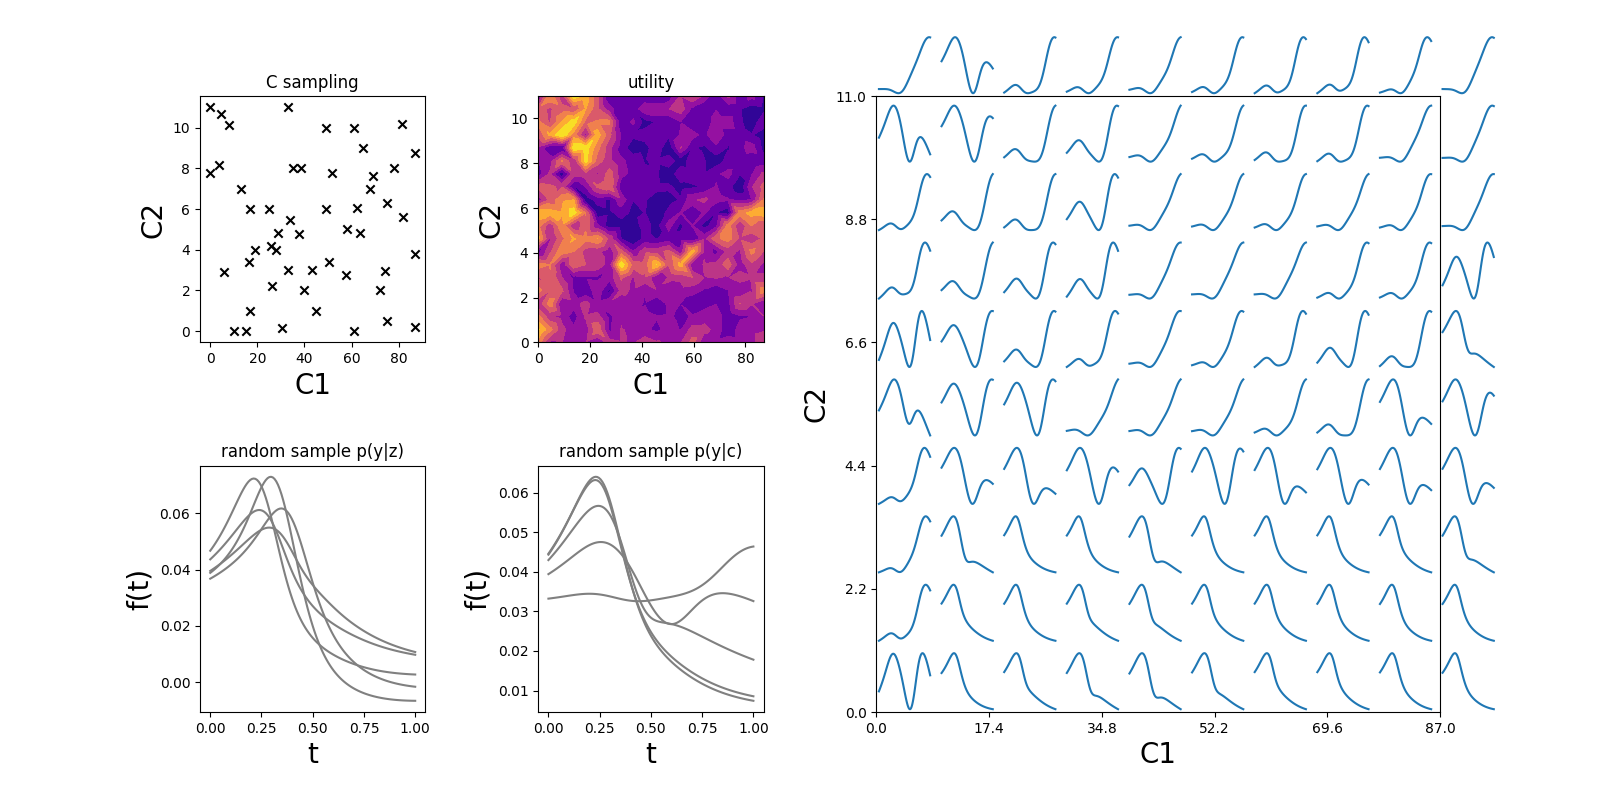 C sampling
10
8
6
4
2
0
C2
0 20 40 60 80
C1
utility
10
8
6
4
2
0
C2
0 20 40 60 80
C1
random sample p(y|z)
0.06
0.04
0.02
0.00
f(t)
0.00 0.25 0.50 0.75 1.00
t
random sample p(y|c)
0.06
0.05
0.04
0.03
0.02
0.01
f(t)
0.00 0.25 0.50 0.75 1.00
t
11.0
8.8
6.6
4.4
2.2
0.0
C2
0.0 17.4 34.8 52.2 69.6 87.0
C1